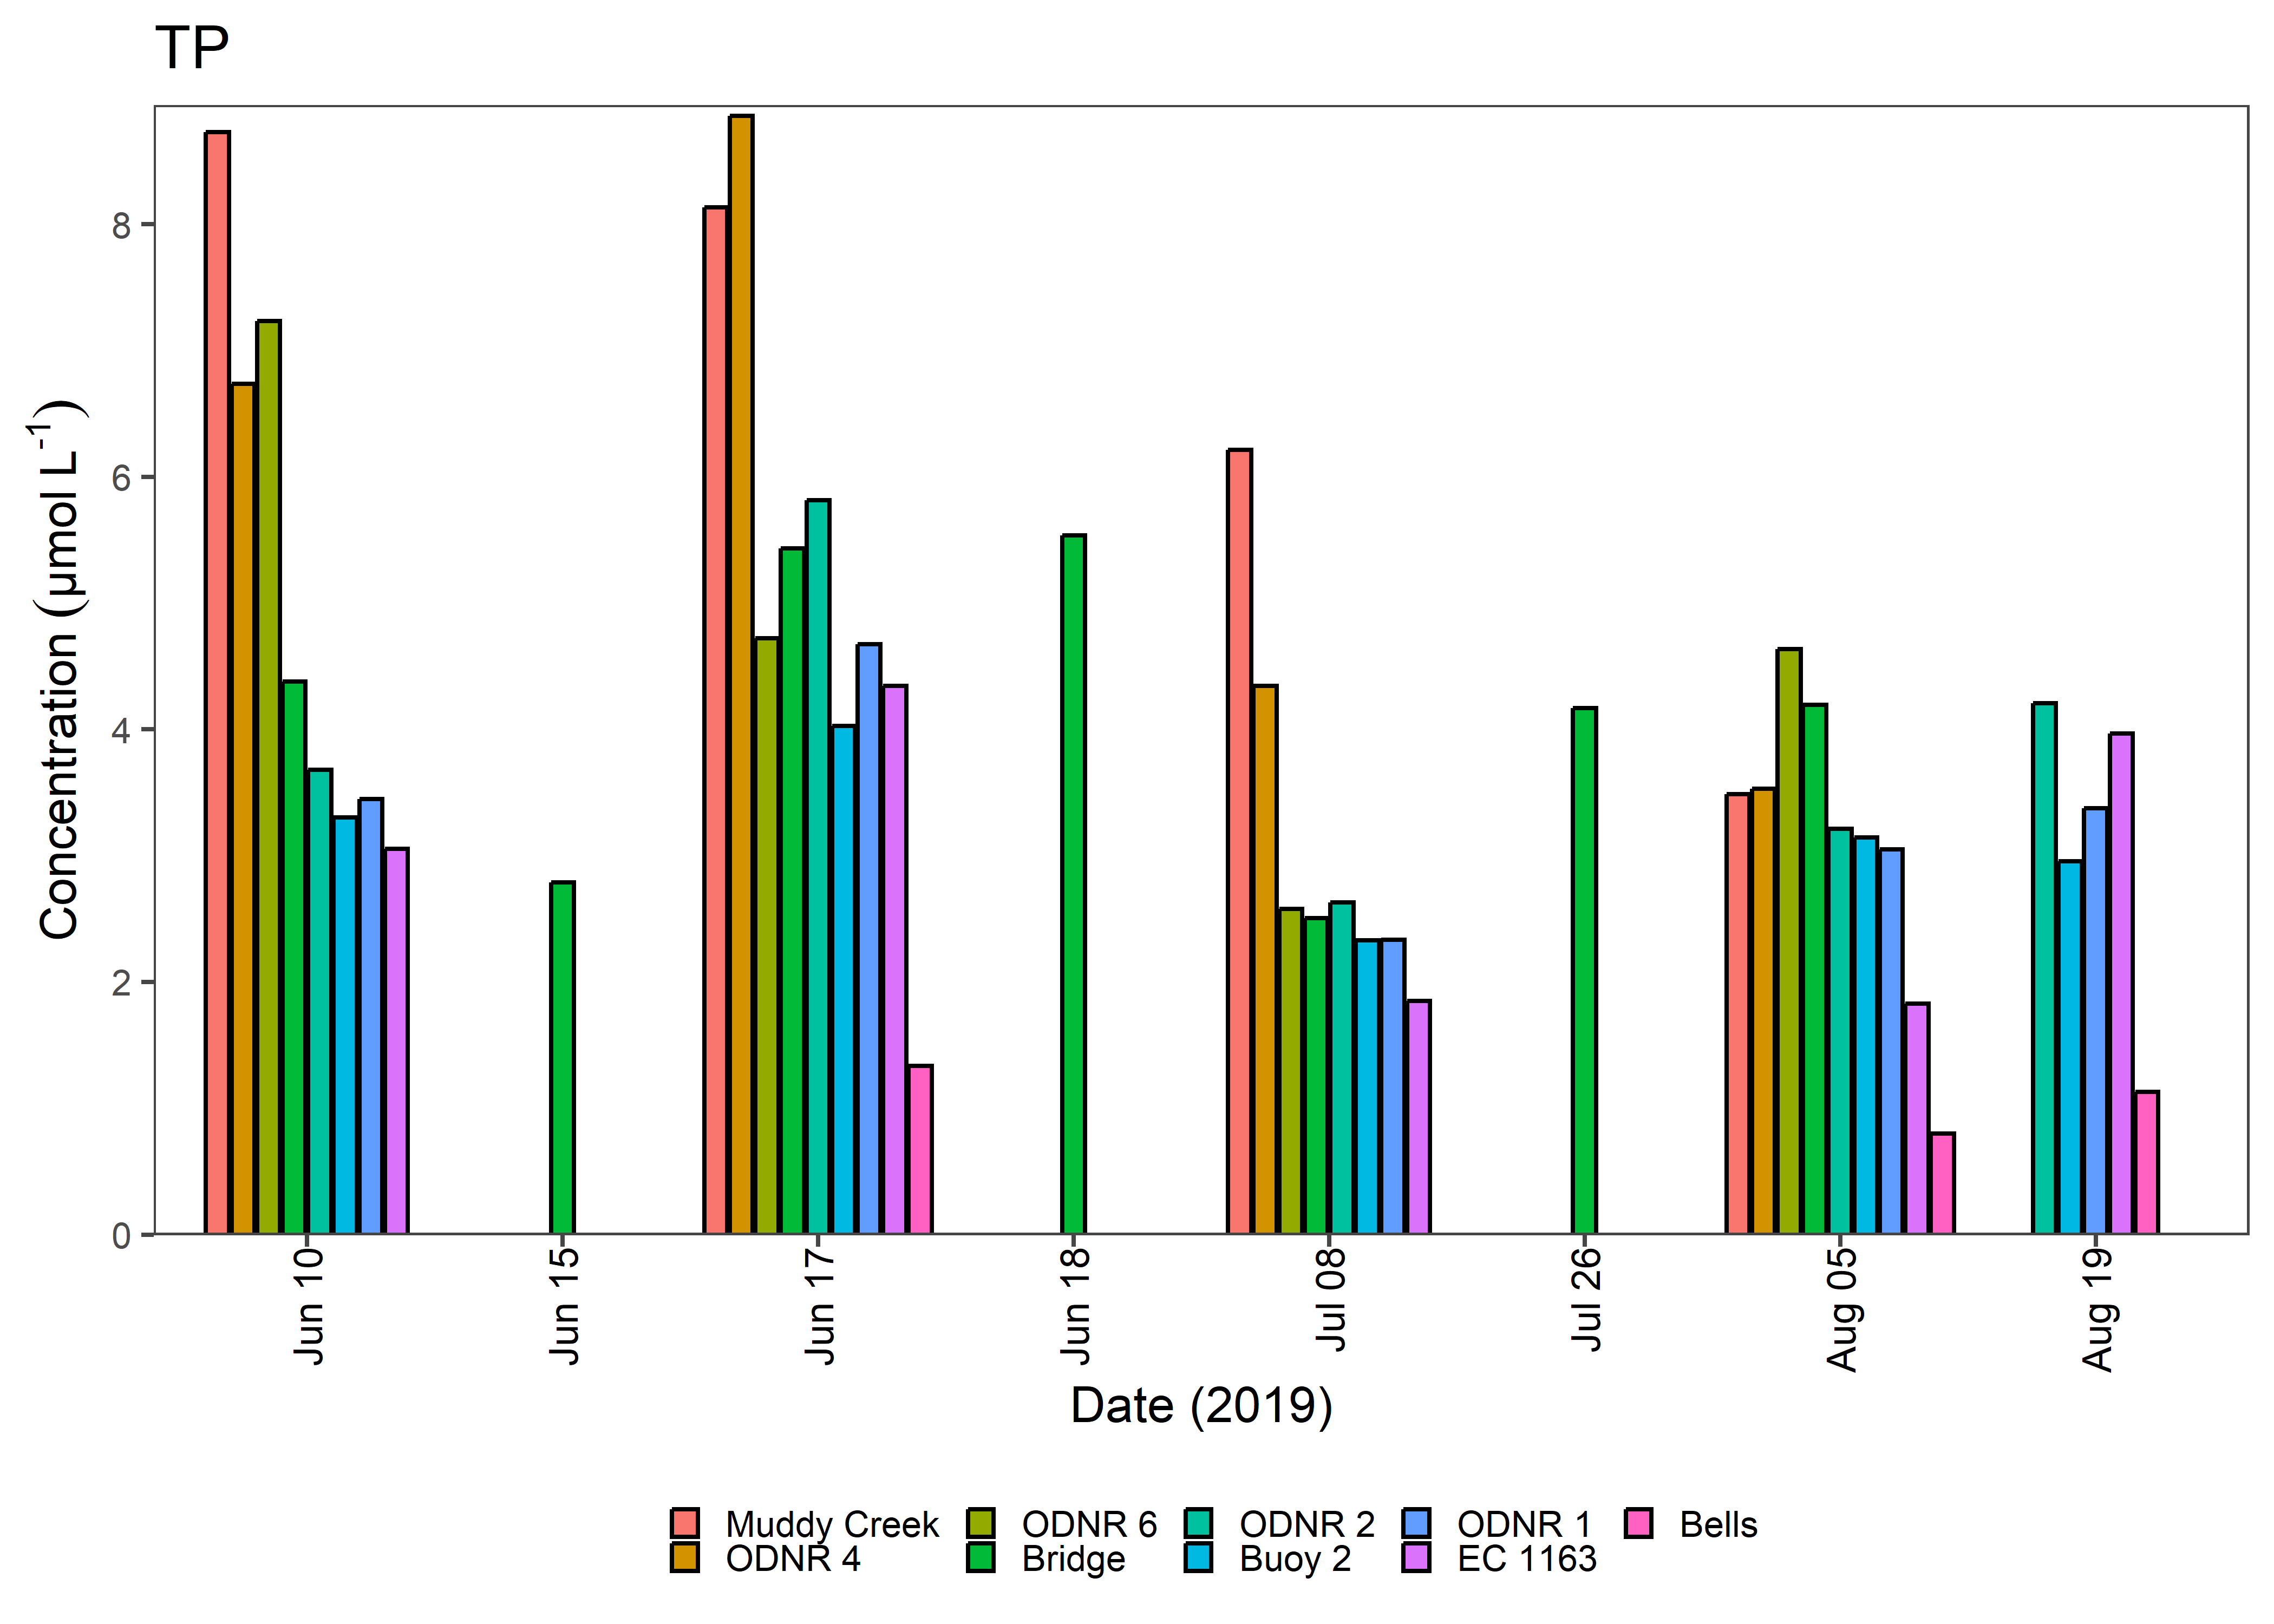 TP
Concentration (µmol L⁻¹)
8
6
4
2
0
Jun 10
Jun 15
Jun 17
Jun 18
Jul 08
Jul 26
Aug 05
Aug 19
Date (2019)
Muddy Creek ODNR 6 ODNR 2 ODNR 1 Bells
ODNR 4 Bridge Buoy 2 EC 1163